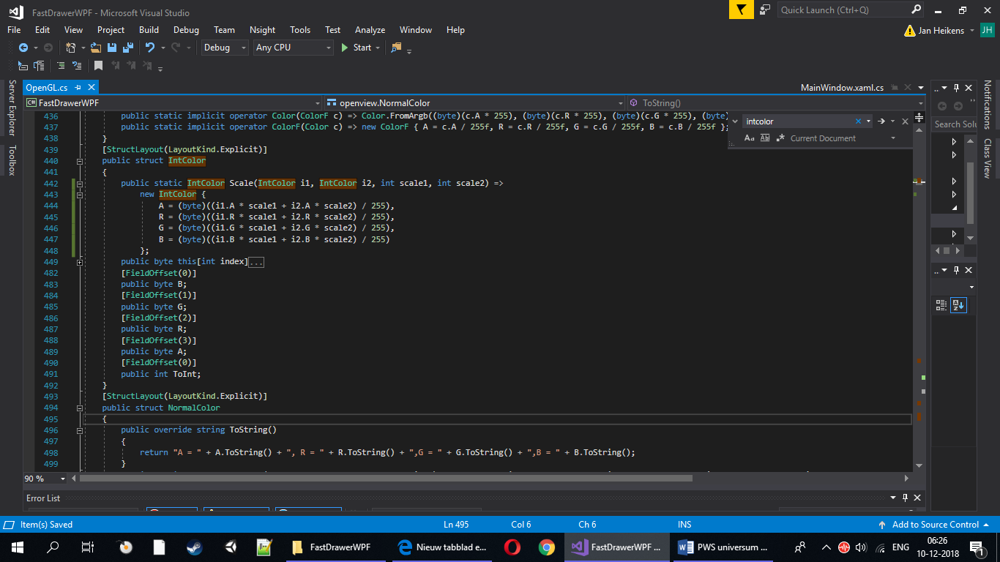 FastDrawerWPF - Microsoft Visual Studio
Quick Launch (Ctrl+Q)
File Edit View Project Build Debug Team Nsight Tools Test Analyze Window Help
Jan Heikens JH
Debug Any CPU Start
Server Explorer
Toolbox
OpenGL.cs
MainWindow.xaml.cs
C# FastDrawerWPF
openview.NormalColor
ToString()
intcolor
Aa Ab Current Document
Search Solu
Notifications
Class View
436 public static implicit operator Color(ColorF c) => Color.FromArgb((byte)(c.A * 255), (byte)(c.R * 255), (byte)(c.G * 255), (byte)
437 public static implicit operator ColorF(Color c) => new ColorF { A = c.A / 255f, R = c.R / 255f, G = c.G / 255f, B = c.B / 255f };
438 }
439 [StructLayout(LayoutKind.Explicit)]
440 public struct IntColor
441 {
442 public static IntColor Scale(IntColor i1, IntColor i2, int scale1, int scale2) =>
443 new IntColor {
444 A = (byte)((i1.A * scale1 + i2.A * scale2) / 255),
445 R = (byte)((i1.R * scale1 + i2.R * scale2) / 255),
446 G = (byte)((i1.G * scale1 + i2.G * scale2) / 255),
447 B = (byte)((i1.B * scale1 + i2.B * scale2) / 255)
448 };
449 public byte this[int index]...
482 [FieldOffset(0)]
483 public byte B;
484 [FieldOffset(1)]
485 public byte G;
486 [FieldOffset(2)]
487 public byte R;
488 [FieldOffset(3)]
489 public byte A;
490 [FieldOffset(0)]
491 public int ToInt;
492 }
493 [StructLayout(LayoutKind.Explicit)]
494 public struct NormalColor
495 {
496 public override string ToString()
497 {
498 return "A = " + A.ToString() + ", R = " + R.ToString() + ",G = " + G.ToString() + ",B = " + B.ToString();
499 }
90 %
Error List
Item(s) Saved
Ln 495 Col 6 Ch 6 INS
Add to Source Control
FastDrawerWPF
Nieuw tabblad e...
FastDrawerWPF ...
PWS universum ...
ENG
06:26
10-12-2018
1